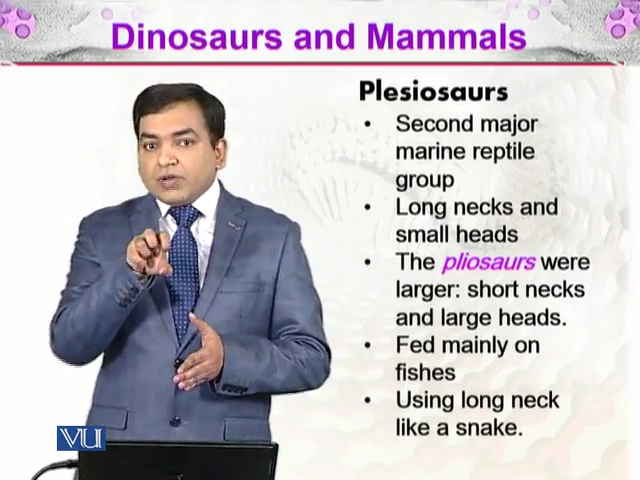 Dinosaurs and Mammals
Plesiosaurs
• Second major
marine reptile
group
• Long necks and
small heads
• The pliosaurs were
larger: short necks
and large heads.
• Fed mainly on
fishes
• Using long neck
like a snake.
VU